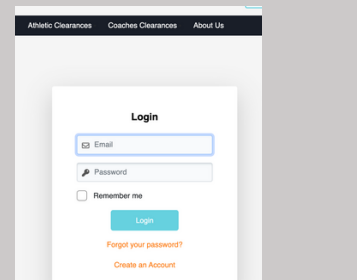 Athletic Clearances Coaches Clearances About Us
Login
Email
Password
Remember me
Login
Forgot your password?
Create an Account